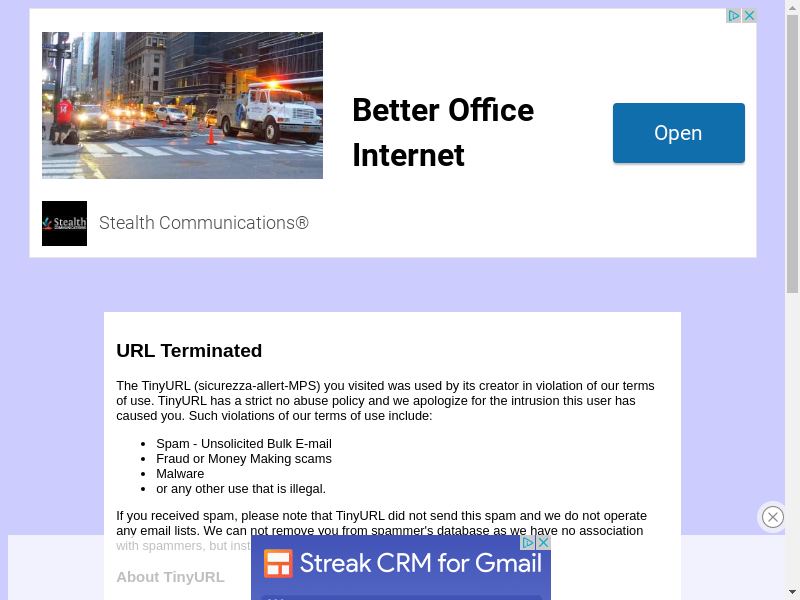 Better Office
Internet
Open
Stealth
COMMUNICATIONS
Stealth Communications®
URL Terminated
The TinyURL (sicurezza-allert-MPS) you visited was used by its creator in violation of our terms
of use. TinyURL has a strict no abuse policy and we apologize for the intrusion this user has
caused you. Such violations of our terms of use include:
• Spam - Unsolicited Bulk E-mail
• Fraud or Money Making scams
• Malware
• or any other use that is illegal.
If you received spam, please note that TinyURL did not send this spam and we do not operate
any email lists. We can not remove you from spammer's database as we have no association
with spammers, but inst
About TinyURL
Streak CRM for Gmail